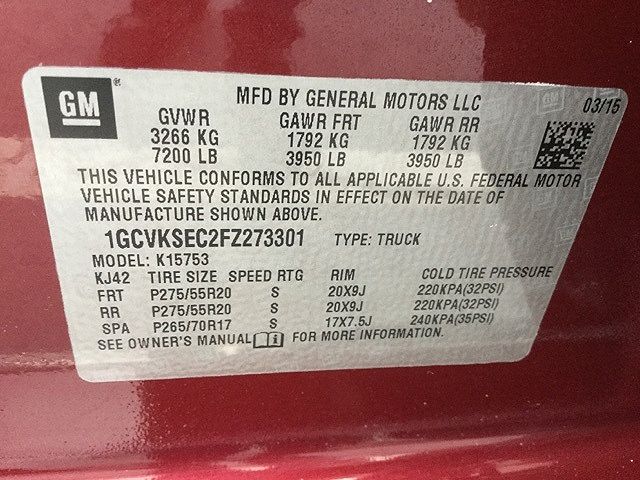 GM
MFD BY GENERAL MOTORS LLC 03/15
GVWR GAWR FRT GAWR RR
3266 KG 1792 KG 1792 KG
7200 LB 3950 LB 3950 LB
THIS VEHICLE CONFORMS TO ALL APPLICABLE U.S. FEDERAL MOTOR
VEHICLE SAFETY STANDARDS IN EFFECT ON THE DATE OF
MANUFACTURE SHOWN ABOVE.
1GCVKSEC2FZ273301 TYPE: TRUCK
MODEL: K15753
KJ42 TIRE SIZE SPEED RTG RIM COLD TIRE PRESSURE
FRT P275/55R20 S 20X9J 220KPA(32PSI)
RR P275/55R20 S 20X9J 220KPA(32PSI)
SPA P265/70R17 S 17X7.5J 240KPA(35PSI)
SEE OWNER'S MANUAL FOR MORE INFORMATION.